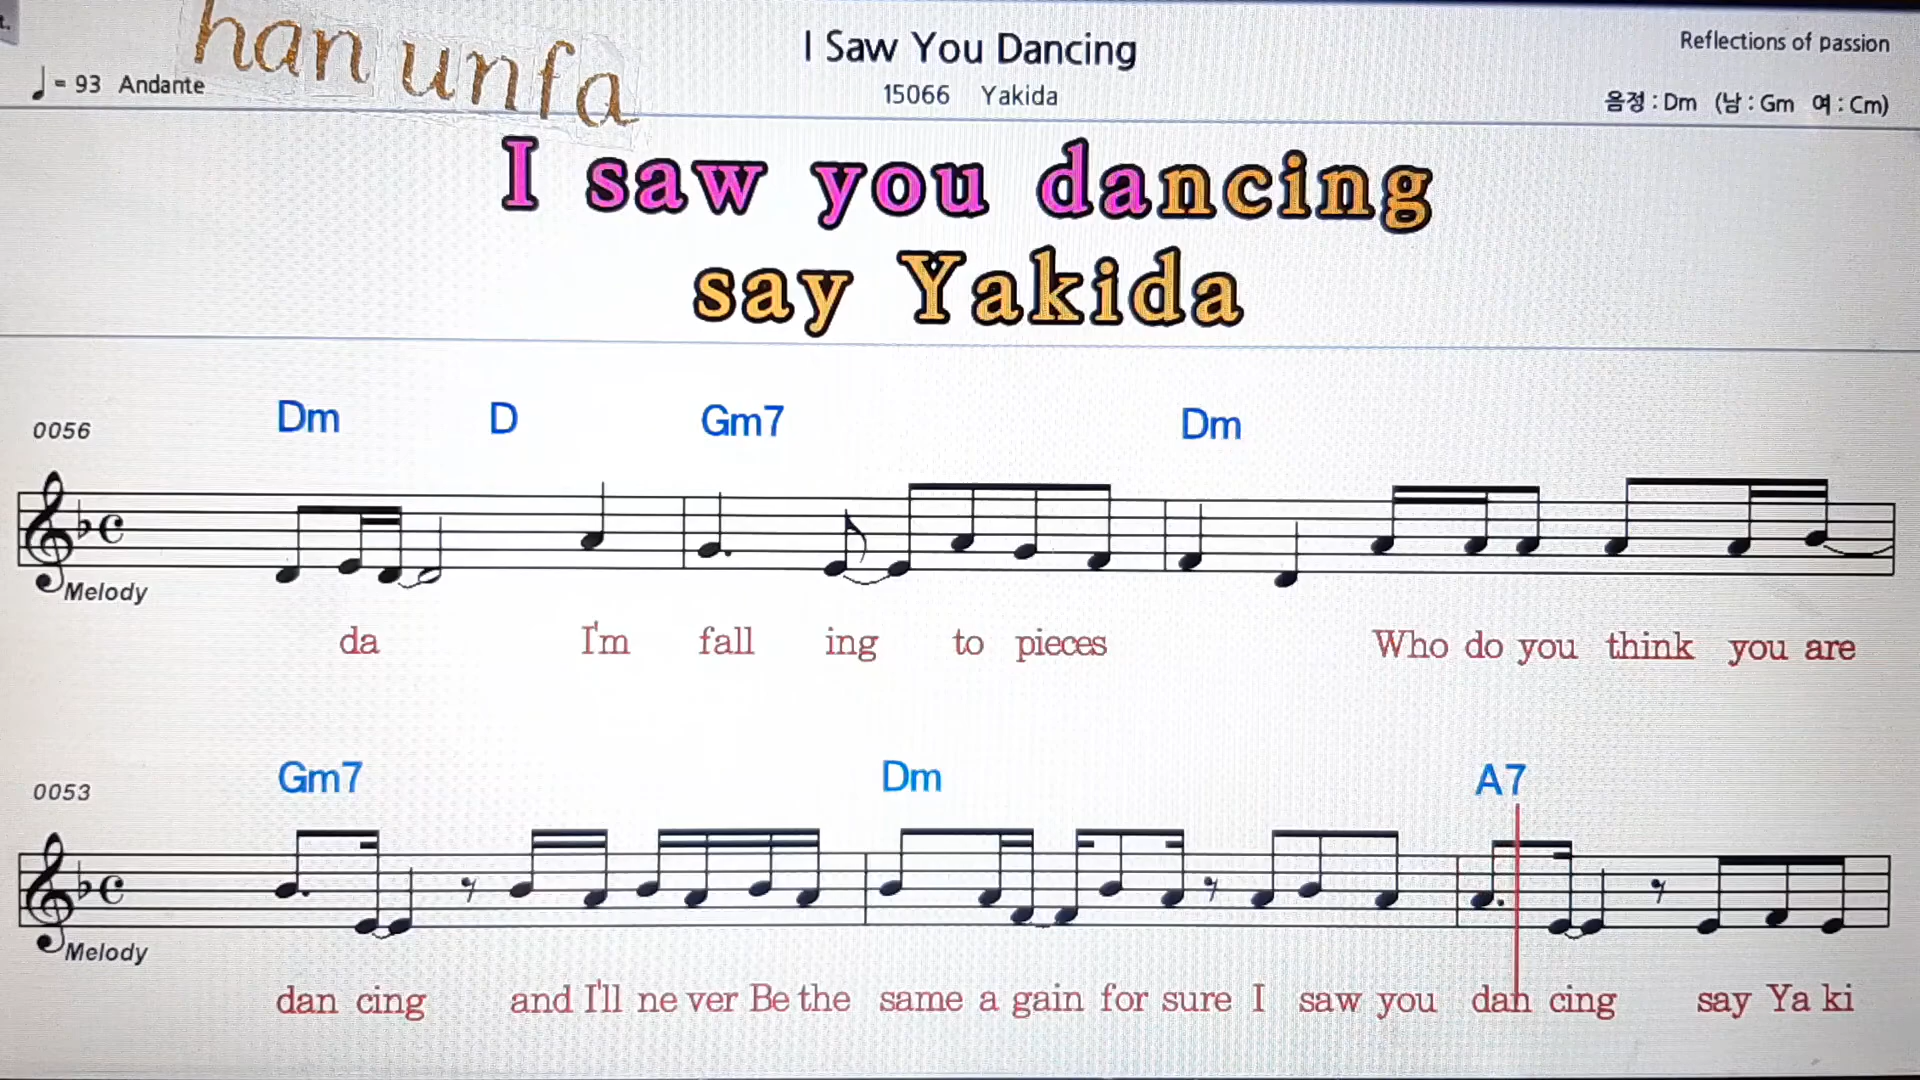 han unfa
I Saw You Dancing
Reflections of passion
♩= 93 Andante
15066 Yakida
음정 : Dm (남 : Gm 여 : Cm)
I saw you dancing
say Yakida
Dm D Gm7 Dm
0056
Melody
da I'm fall ing to pieces Who do you think you are
Gm7 Dm A7
0053
Melody
dan cing and I'll ne ver Be the same a gain for sure I saw you dan cing say Ya ki